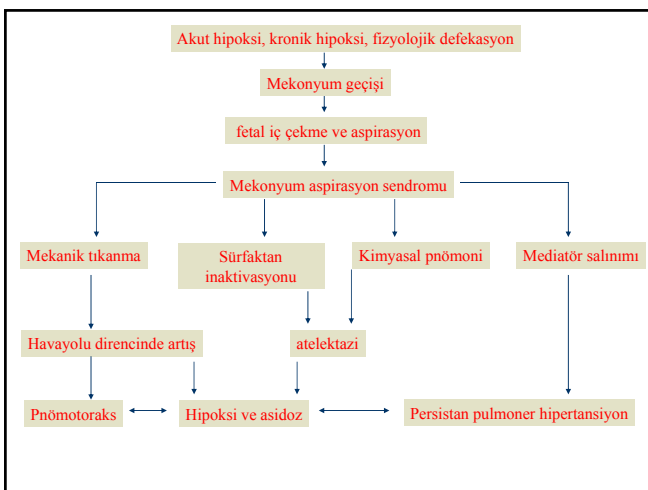 Akut hipoksi, kronik hipoksi, fizyolojik defekasyon
Mekonyum geçişi
fetal iç çekme ve aspirasyon
Mekonyum aspirasyon sendromu
Mekanik tıkanma
Sürfaktan
inaktivasyonu
Kimyasal pnömoni
Mediatör salınımı
Havayolu direncinde artış
atelektazi
Pnömotoraks
Hipoksi ve asidoz
Persistan pulmoner hipertansiyon